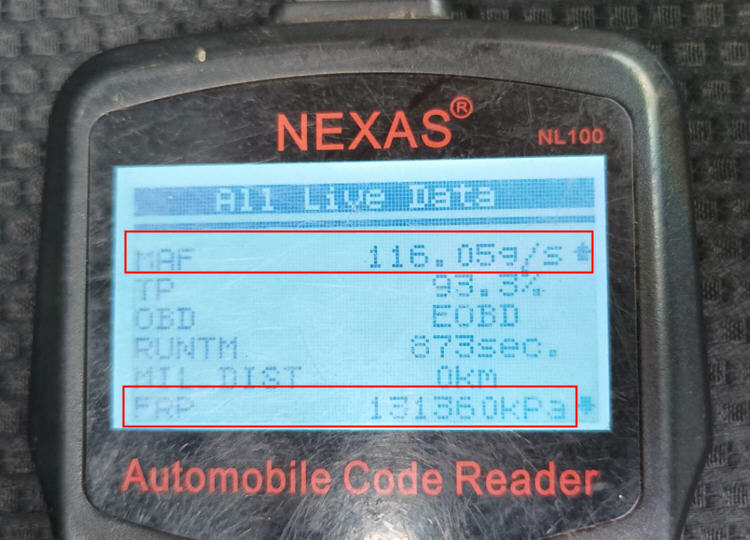 NEXAS®
NL100
All Live Data
MAF 116.05g/s
TP 93.3%
OBD EOBD
RUNTM 873sec.
MIL DIST 0km
FRP 131360kPa
Automobile Code Reader